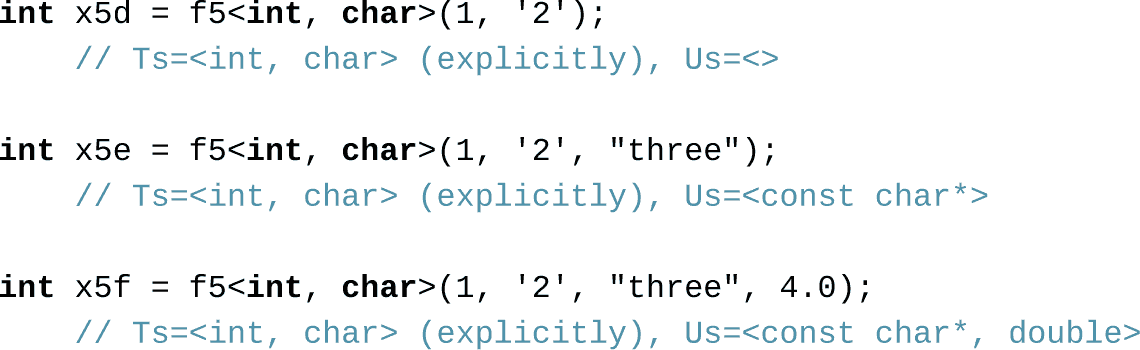 int x5d = f5<int, char>(1, '2');
// Ts=<int, char> (explicitly), Us=<>
int x5e = f5<int, char>(1, '2', "three");
// Ts=<int, char> (explicitly), Us=<const char*>
int x5f = f5<int, char>(1, '2', "three", 4.0);
// Ts=<int, char> (explicitly), Us=<const char*, double>